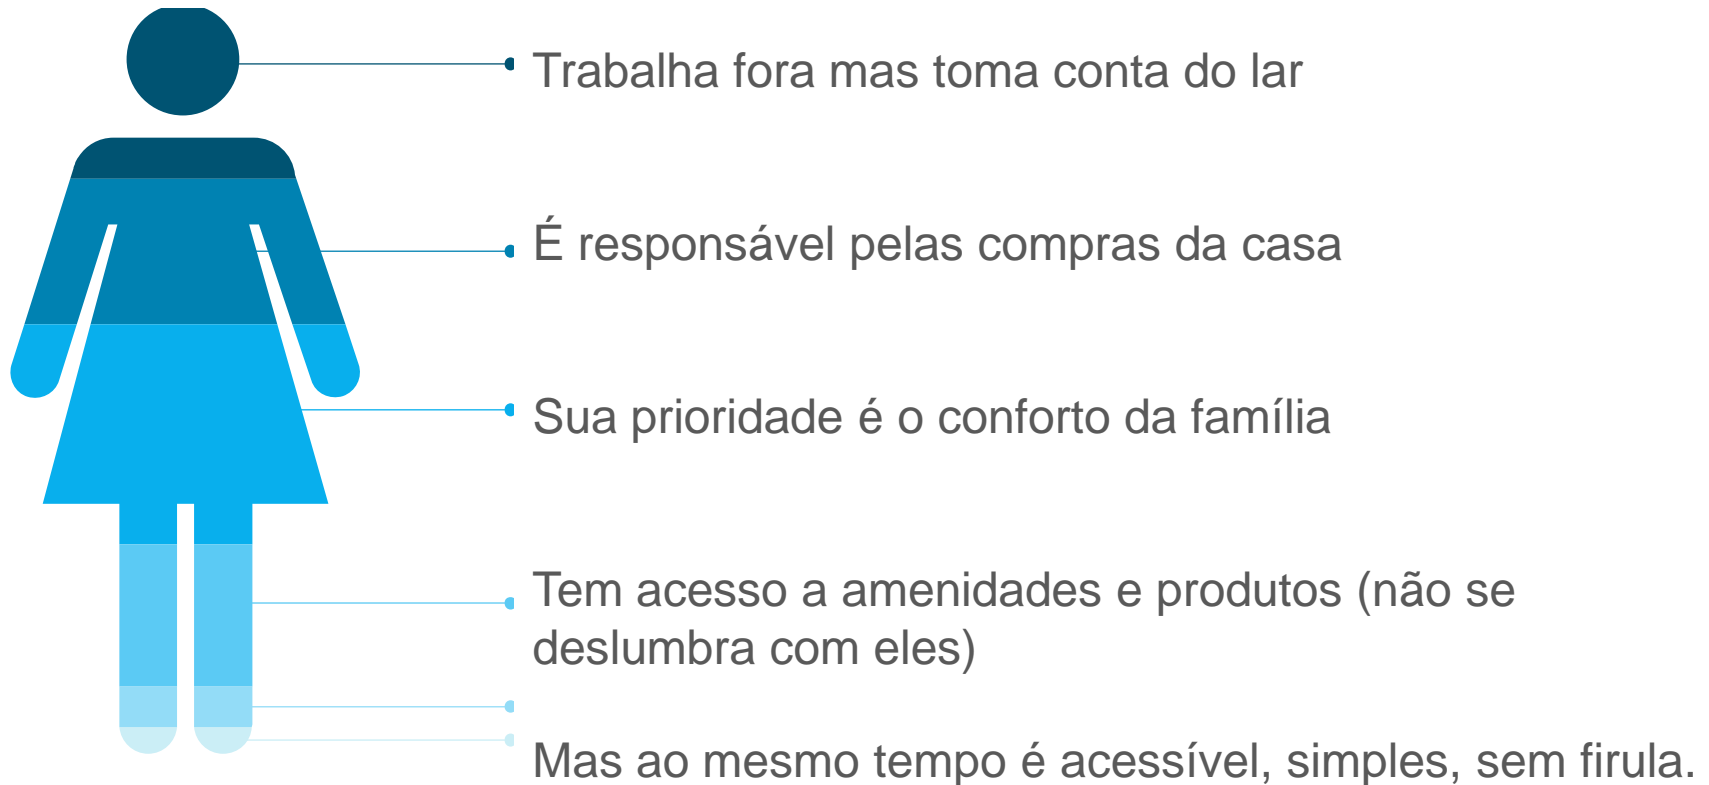 Trabalha fora mas toma conta do lar
É responsável pelas compras da casa
Sua prioridade é o conforto da família
Tem acesso a amenidades e produtos (não se
deslumbra com eles)
Mas ao mesmo tempo é acessível, simples, sem firula.